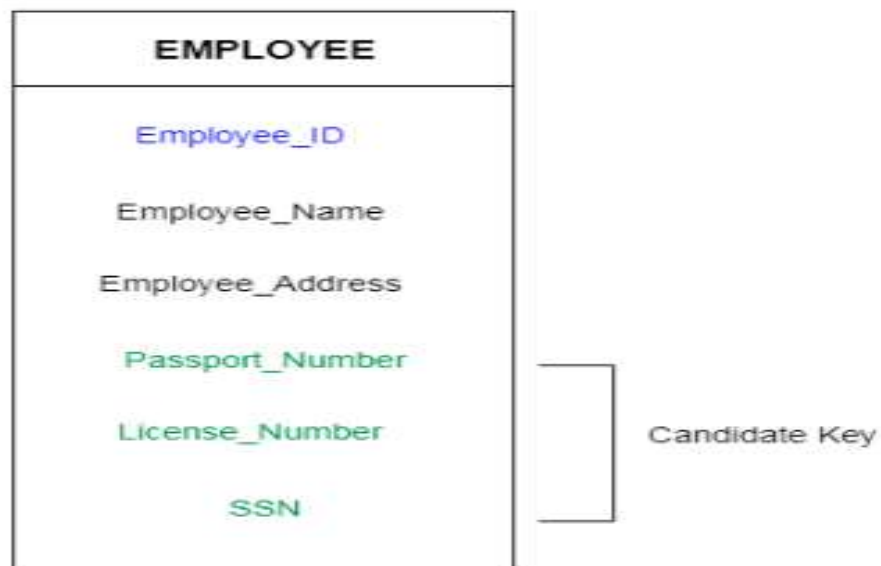 EMPLOYEE
Employee_ID
Employee_Name
Employee_Address
Passport_Number
License_Number
Candidate Key
SSN